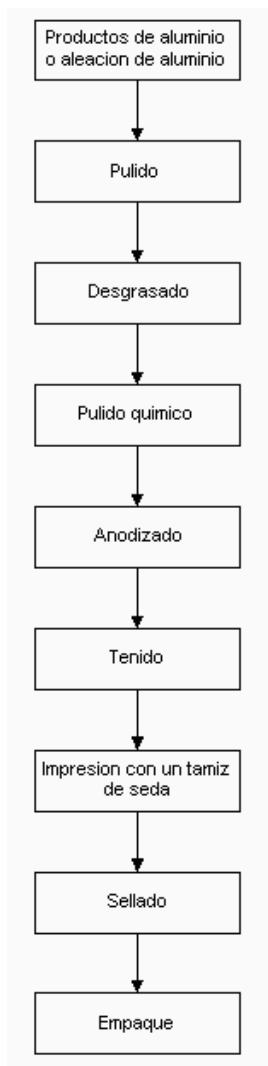 Productos de aluminio
o aleacion de aluminio
Pulido
Desgrasado
Pulido quimico
Anodizado
Tenido
Impresion con un tamiz
de seda
Sellado
Empaque